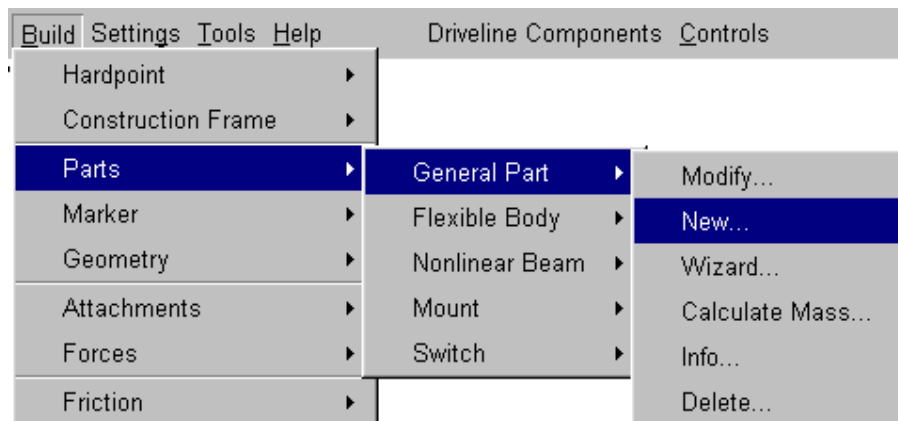 Build Settings Tools Help Driveline Components Controls
Hardpoint
Construction Frame
Parts
Marker
Geometry
Attachments
Forces
Friction
General Part
Flexible Body
Nonlinear Beam
Mount
Switch
Modify...
New...
Wizard...
Calculate Mass...
Info...
Delete...